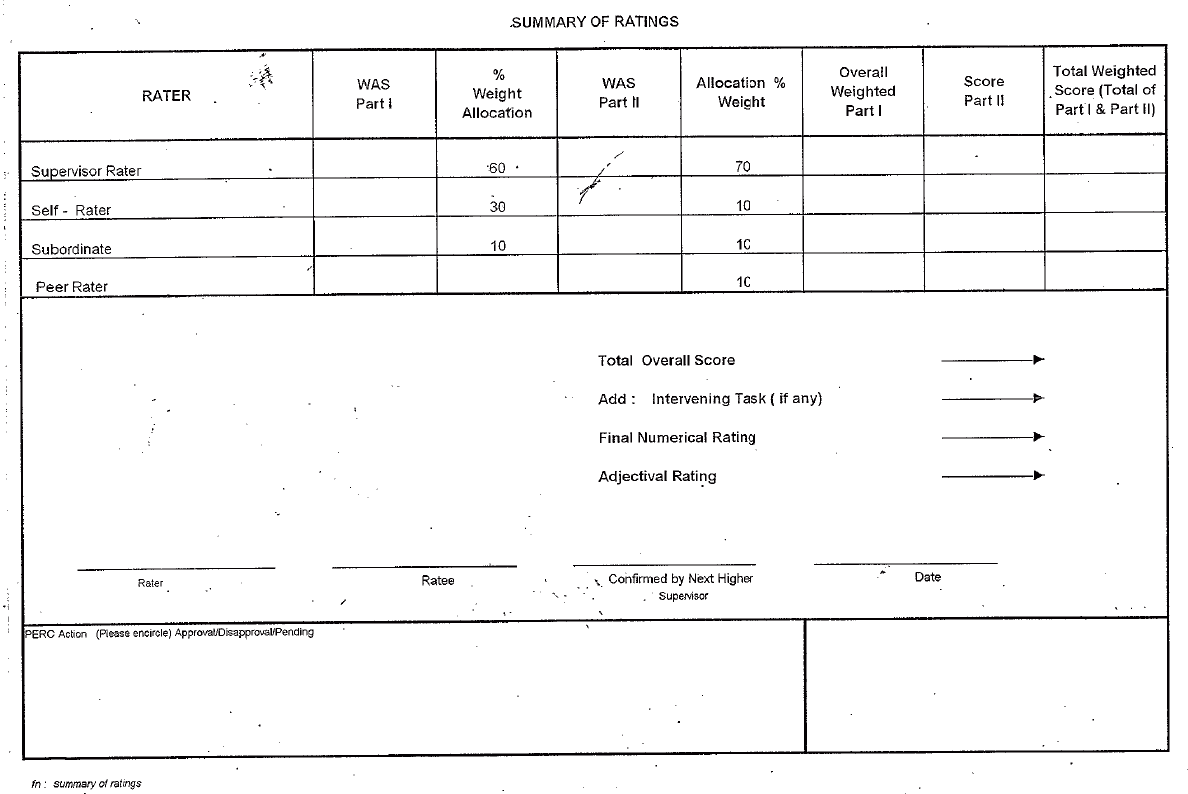 SUMMARY OF RATINGS
RATER
WAS
Part I
%
Weight
Allocation
WAS
Part II
Allocation %
Weight
Overall
Weighted
Part I
Score
Part II
Total Weighted
Score (Total of
Part I & Part II)
Supervisor Rater 60 70
Self - Rater 30 10
Subordinate 10 10
Peer Rater 10
Total Overall Score
Add : Intervening Task ( if any)
Final Numerical Rating
Adjectival Rating
Rater Ratee Confirmed by Next Higher Date
Supervisor
PERC Action (Please encircle) Approval/Disapproval/Pending
fn : summary of ratings